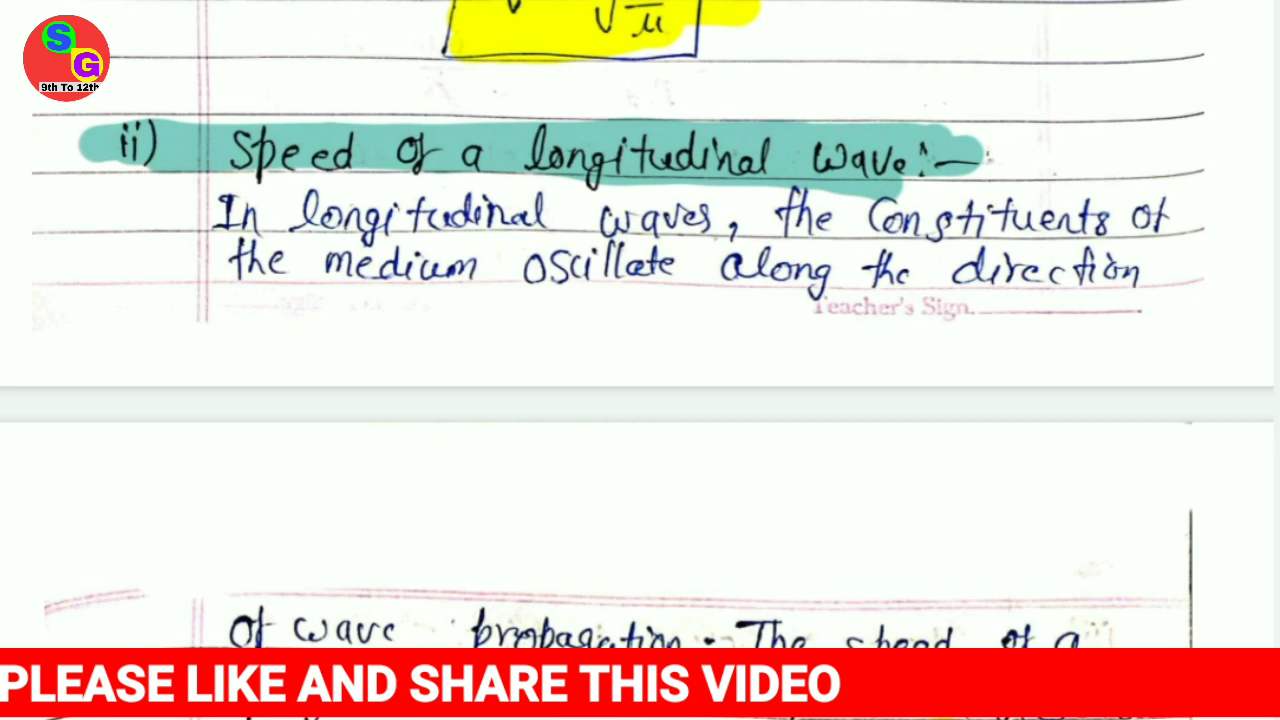 √μ
S
G
9th To 12th
ii) Speed of a longitudinal wave:-
In longitudinal waves, the Constituents of
the medium oscillate along the direction
Teacher's Sign.
of wave propagation. The speed of a
PLEASE LIKE AND SHARE THIS VIDEO